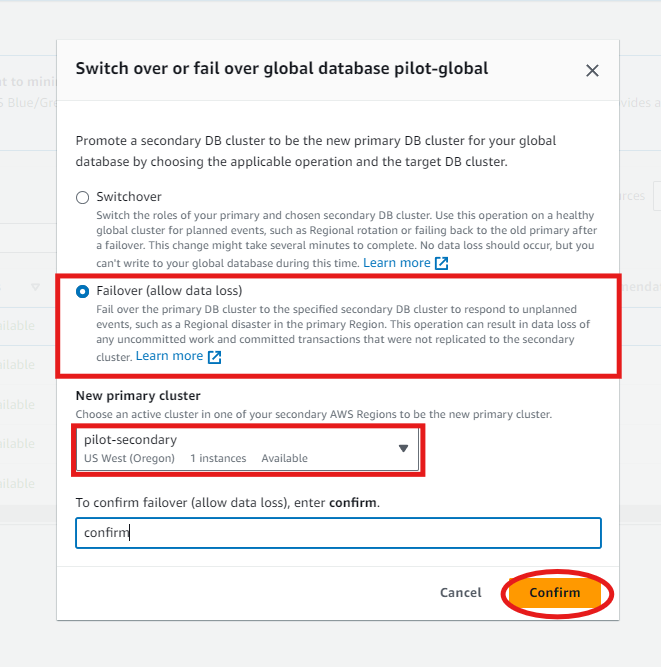 Switch over or fail over global database pilot-global
Promote a secondary DB cluster to be the new primary DB cluster for your global
database by choosing the applicable operation and the target DB cluster.
Switchover
Switch the roles of your primary and chosen secondary DB cluster. Use this operation on a healthy
global cluster for planned events, such as Regional rotation or failing back to the old primary after
a failover. This change might take several minutes to complete. No data loss should occur, but you
can't write to your global database during this time. Learn more
Failover (allow data loss)
Fail over the primary DB cluster to the specified secondary DB cluster to respond to unplanned
events, such as a Regional disaster in the primary Region. This operation can result in data loss of
any uncommitted work and committed transactions that were not replicated to the secondary
cluster. Learn more
New primary cluster
Choose an active cluster in one of your secondary AWS Regions to be the new primary cluster.
pilot-secondary
US West (Oregon) 1 instances Available
To confirm failover (allow data loss), enter confirm.
confirm
Cancel Confirm